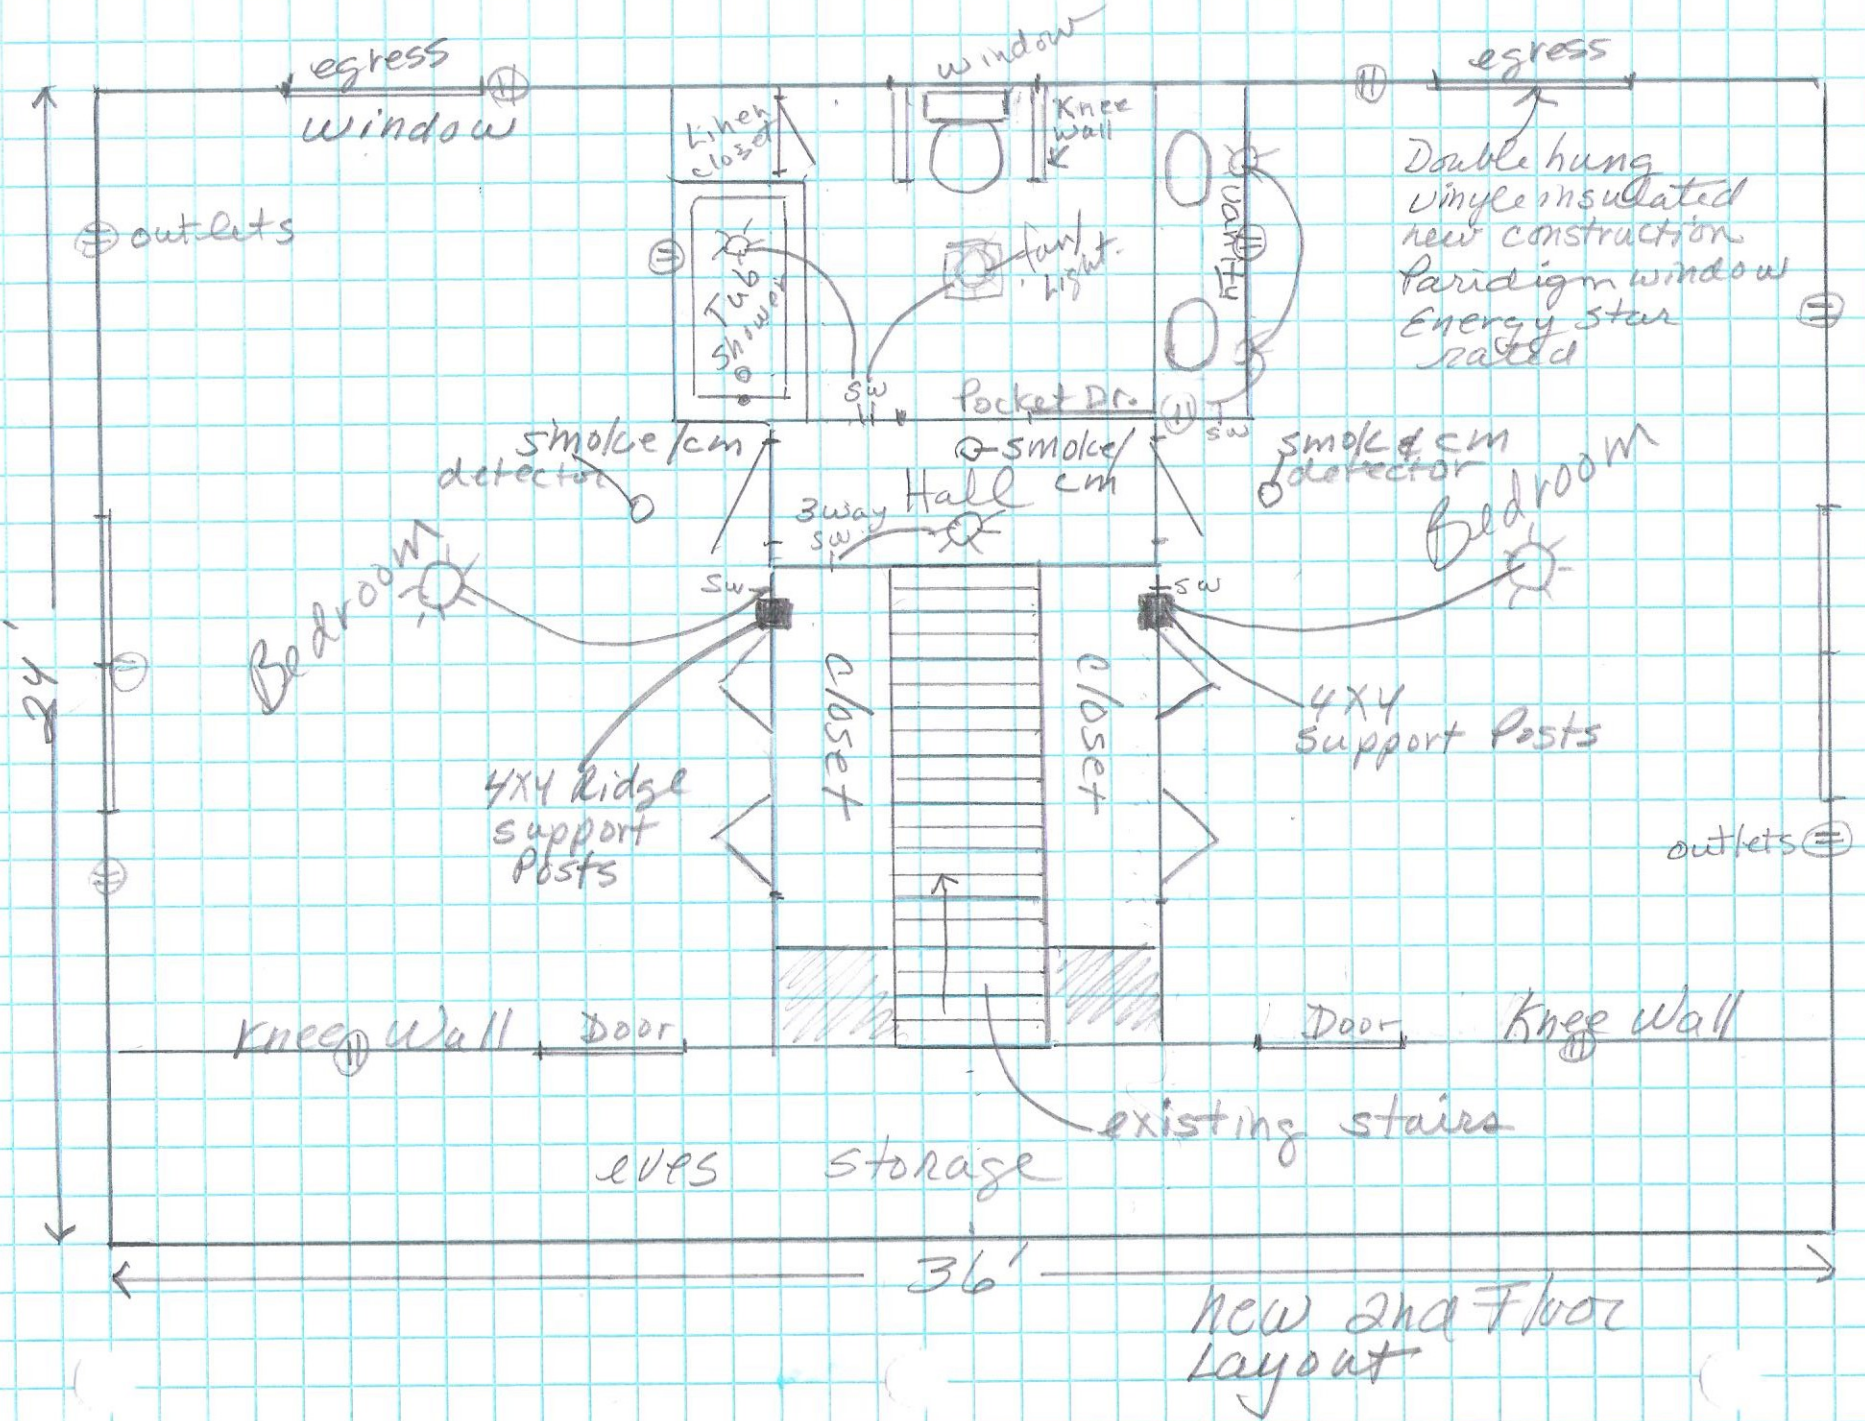 egress
window
window
egress
Linen
closet
Knee
wall
Double hung
vinyle insulated
new construction
Paridigm window
Energy star
rated
outlets
Tub
shower
fan/
Light
vanity
sw
Pocket Dr.
sw
smoke/cm
detector
smoke/
cm
smoke cm
detector
Hall
3way
sw
Bedroom
Bedroom
sw
sw
24'
closet
closet
4x4 Ridge
support
Posts
4x4
support Posts
outlets
Knee Wall
Door
Door
Knee Wall
existing stairs
eves storage
36'
new 2nd Floor
Layout